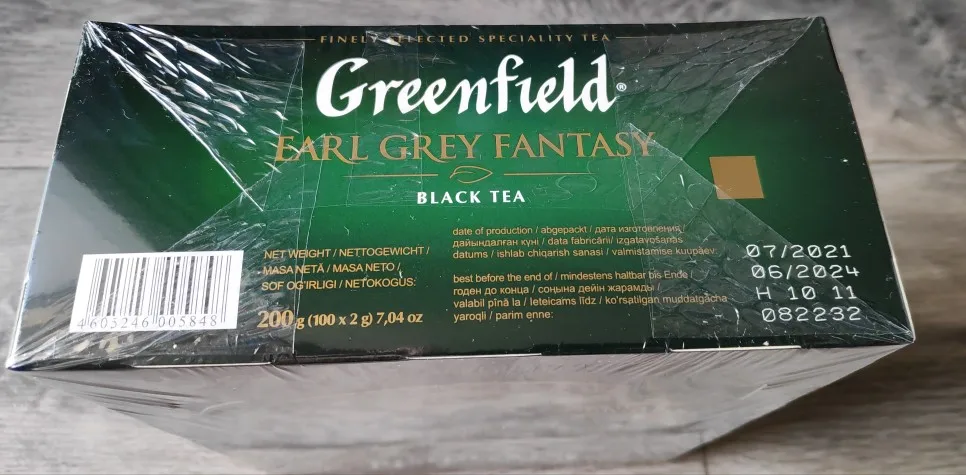 FINELY SELECTED SPECIALITY TEA
Greenfield®
EARL GREY FANTASY
BLACK TEA
date of production / abgepackt / дата изготовления /
дайындалған күні / data fabricării/ izgatavošanas
datums / ishlab chiqarish sanasi / valmistamise kuupäev:
NET WEIGHT / NETTOGEWICHT /
MASA NETĂ / MASA NETO /
SOF OG'IRLIGI / NETOKOGUS:
best before the end of / mindestens haltbar bis Ende /
годен до конца / соңына дейін жарамды /
valabil pînă la / Ieteicams līdz / ko'rsatilgan muddatgacha
yaroqli / parim enne:
200 g (100 x 2 g) 7,04 oz
07/2021
06/2024
H 10 11
082232
4605246 005848